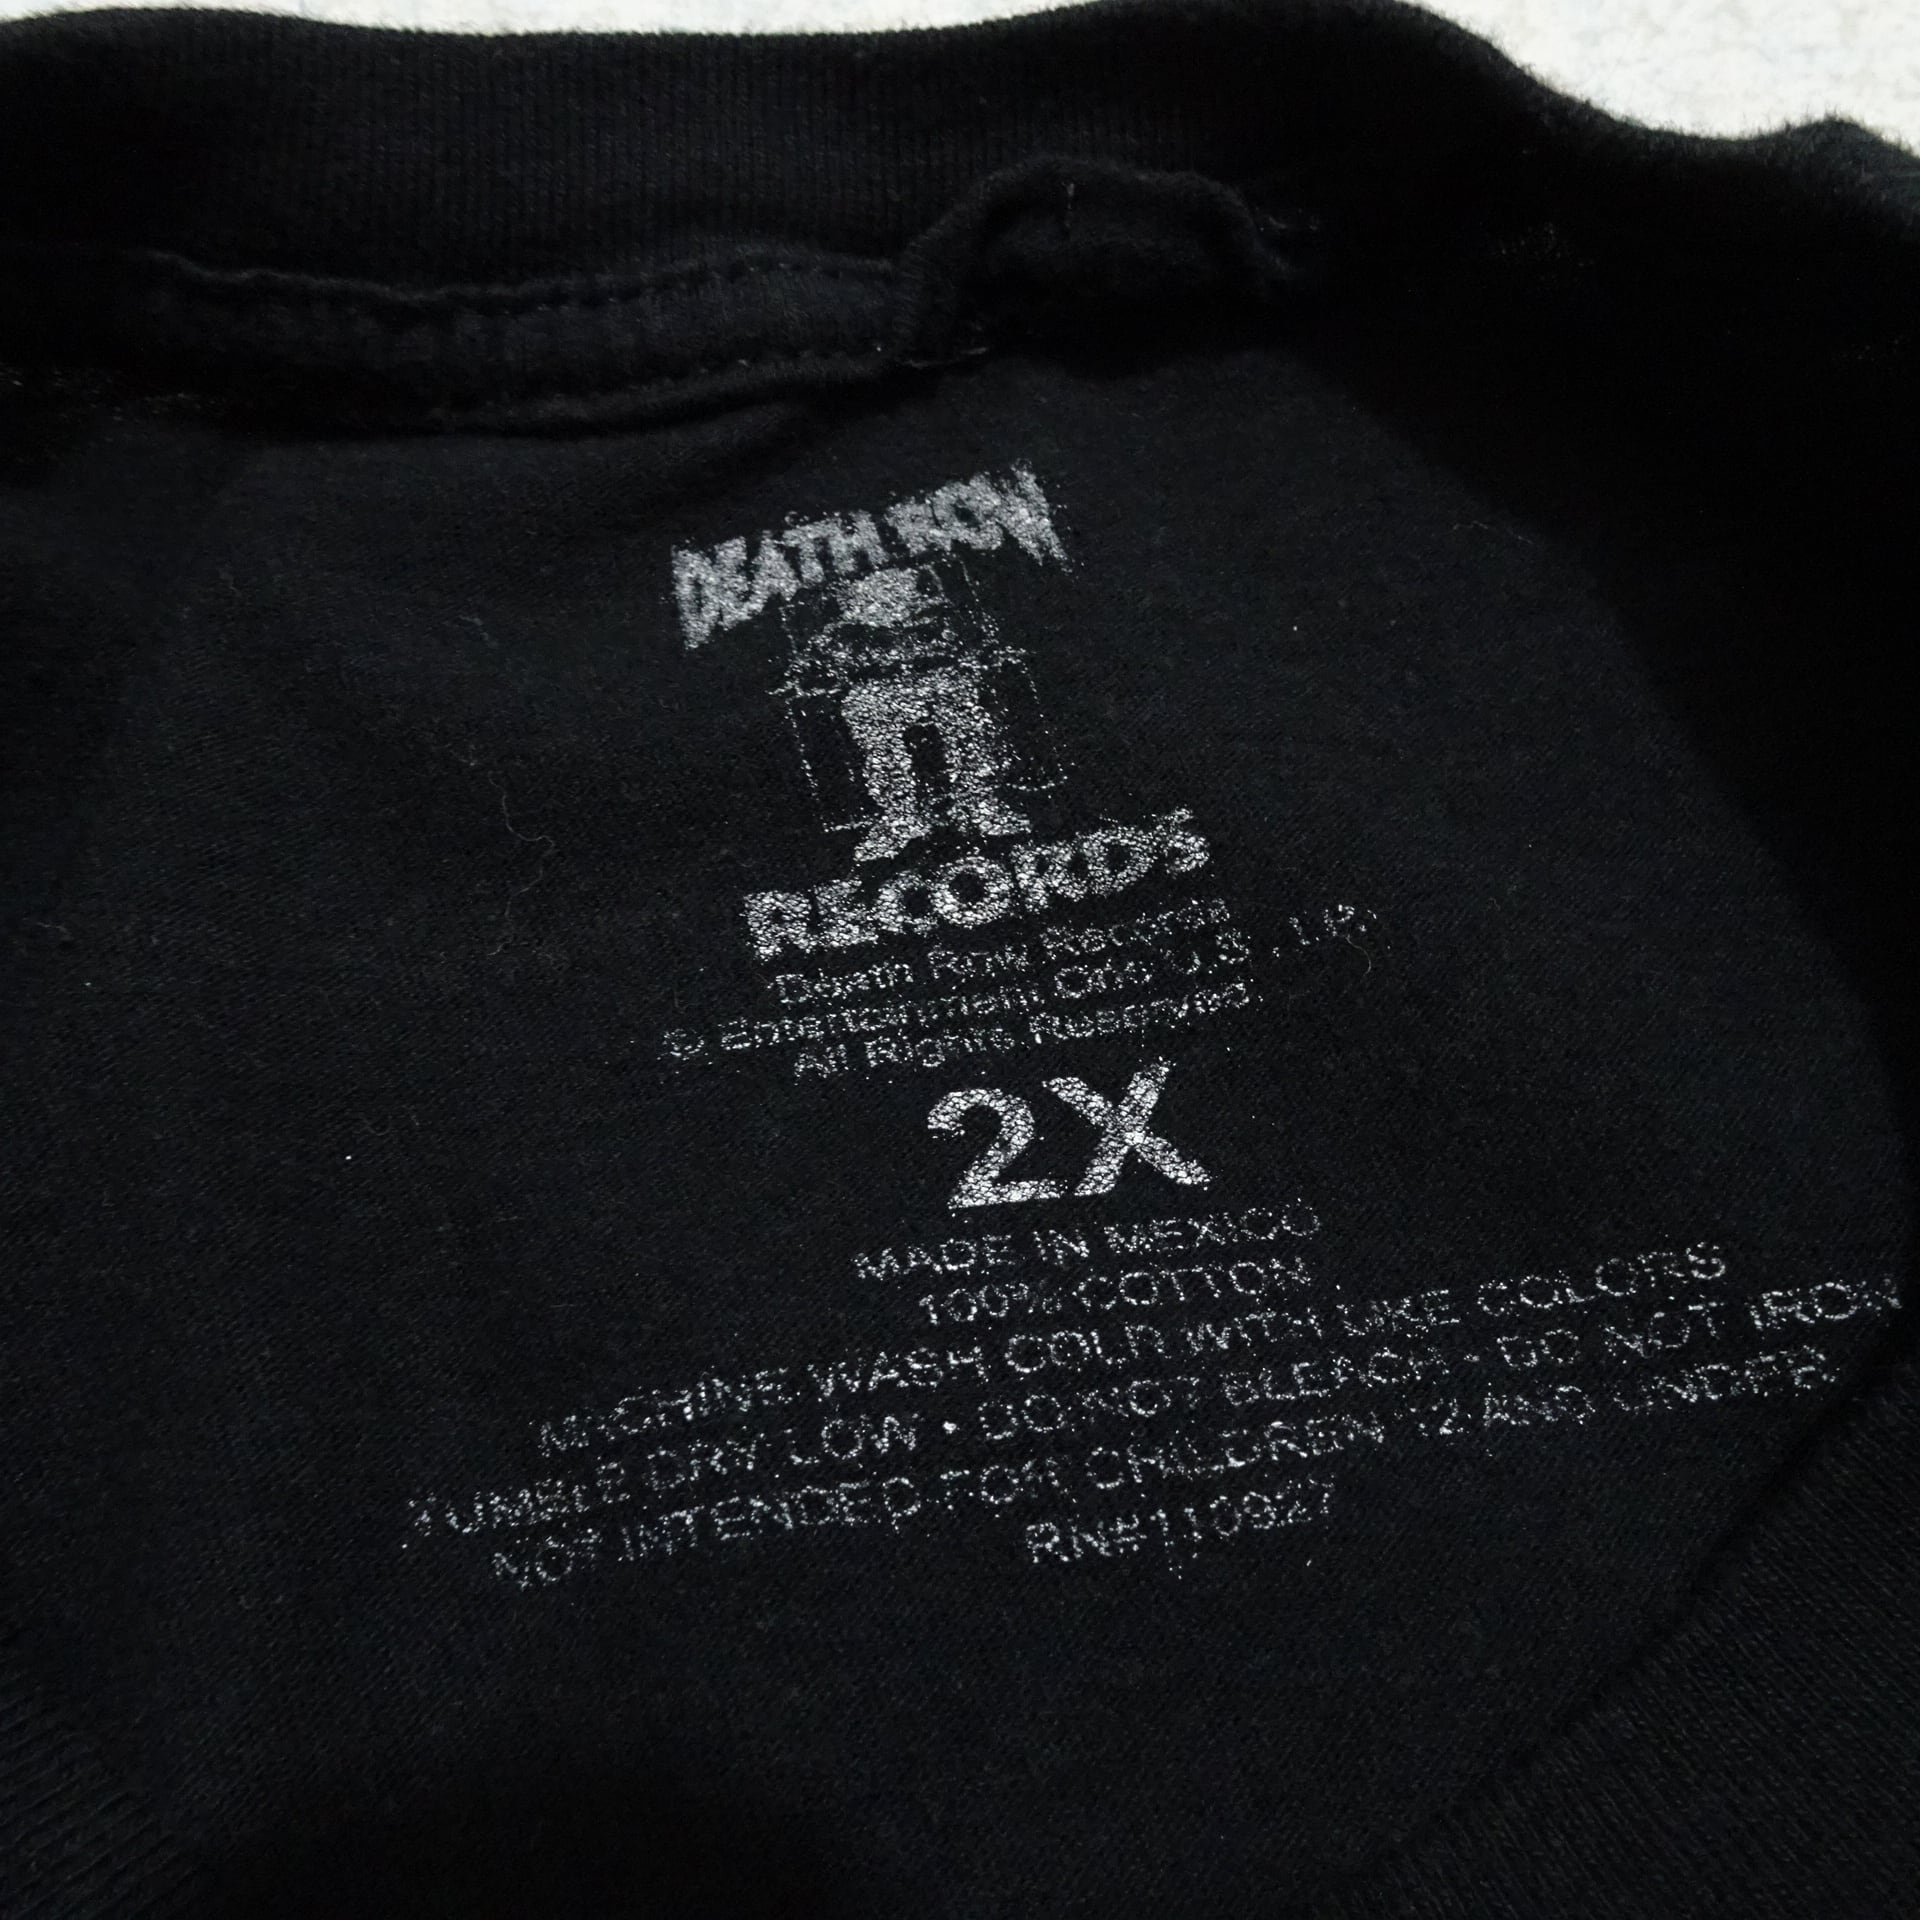 DEATH ROW
RECORDS
Death Row Records
© Entertainment One U.S., LP.
All Rights Reserved.
2X
MADE IN MEXICO
100% COTTON
MACHINE WASH COLD WITH LIKE COLORS
TUMBLE DRY LOW • DO NOT BLEACH • DO NOT IRON
NOT INTENDED FOR CHILDREN 12 AND UNDER
RN#110927